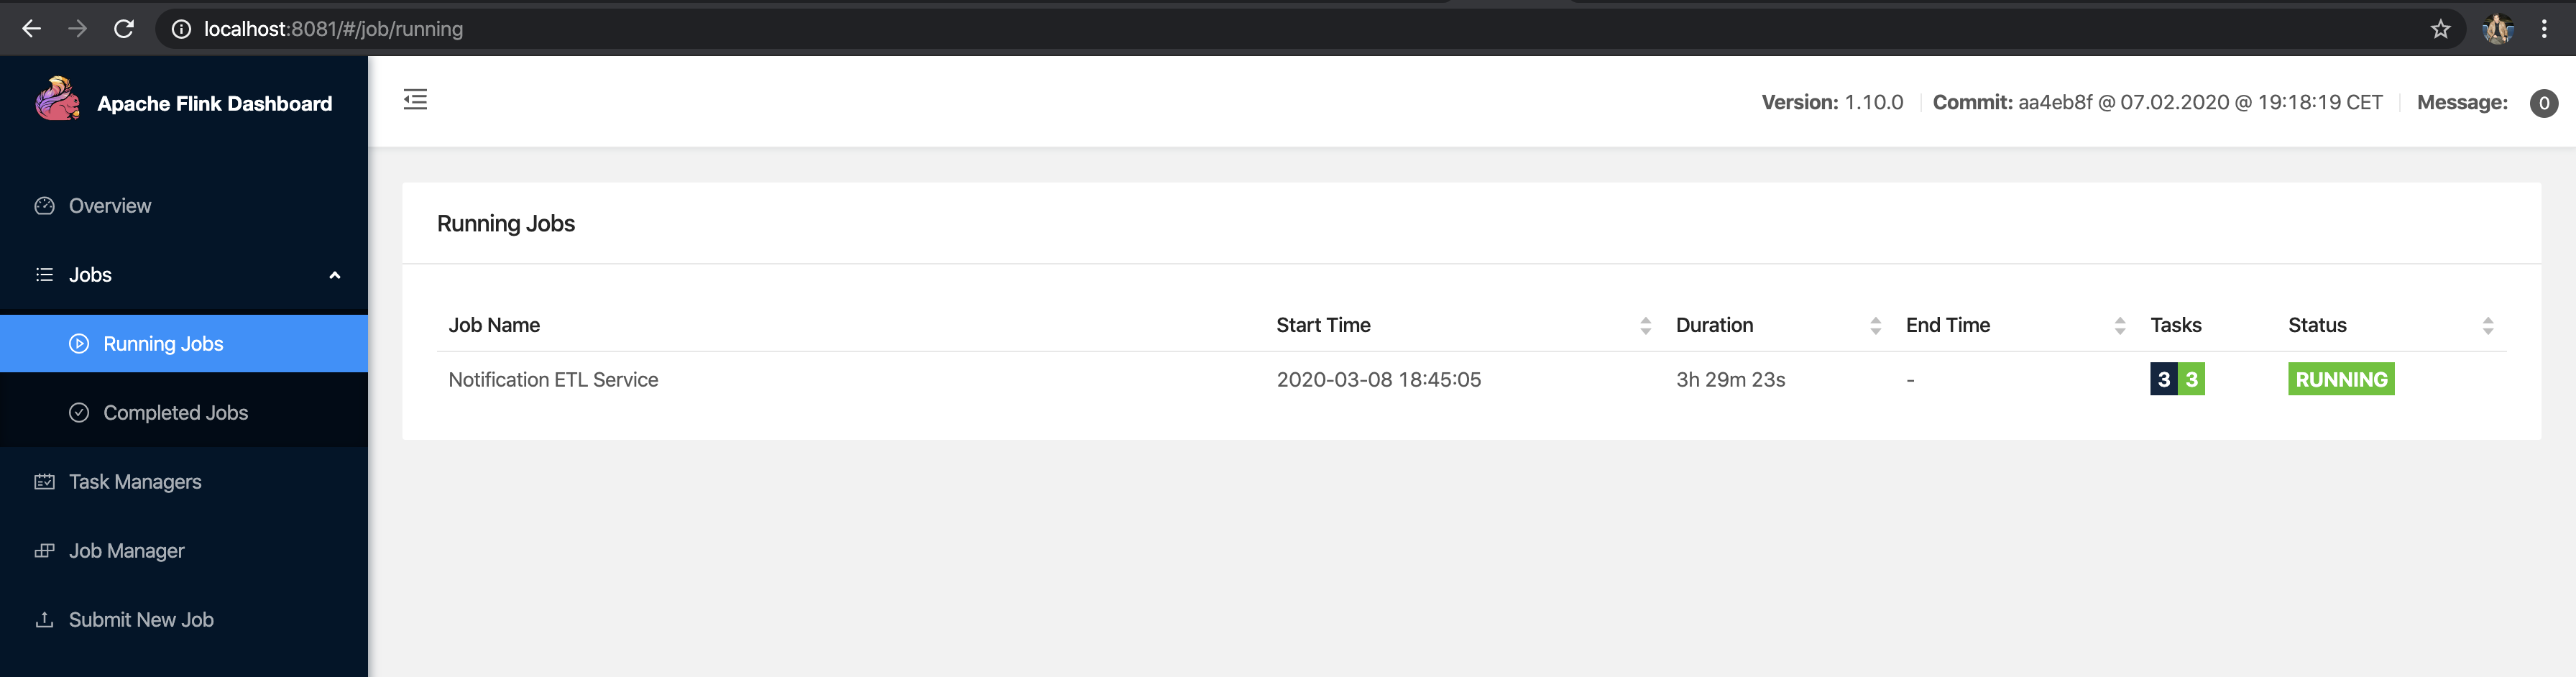 localhost:8081/#/job/running
Apache Flink Dashboard
Version: 1.10.0 Commit: aa4eb8f @ 07.02.2020 @ 19:18:19 CET Message: 0
Overview
Jobs
Running Jobs
Completed Jobs
Task Managers
Job Manager
Submit New Job
Running Jobs
Job Name Start Time Duration End Time Tasks Status
Notification ETL Service 2020-03-08 18:45:05 3h 29m 23s - 3 3 RUNNING